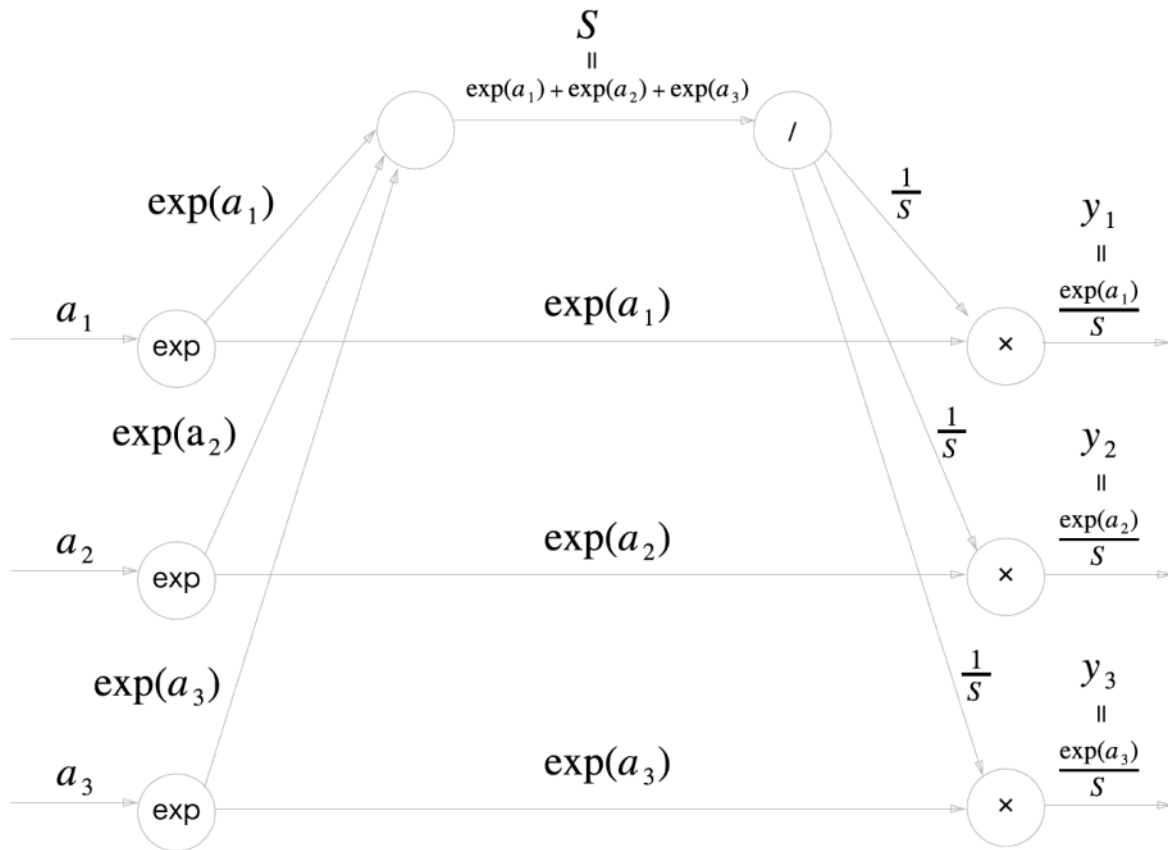 S
=
exp(a₁) + exp(a₂) + exp(a₃)
/
exp(a₁)
1/S
y₁
=
exp(a₁)/S
a₁
exp
exp(a₁)
×
exp(a₂)
1/S
y₂
=
exp(a₂)/S
a₂
exp
exp(a₂)
×
exp(a₃)
1/S
y₃
=
exp(a₃)/S
a₃
exp
exp(a₃)
×